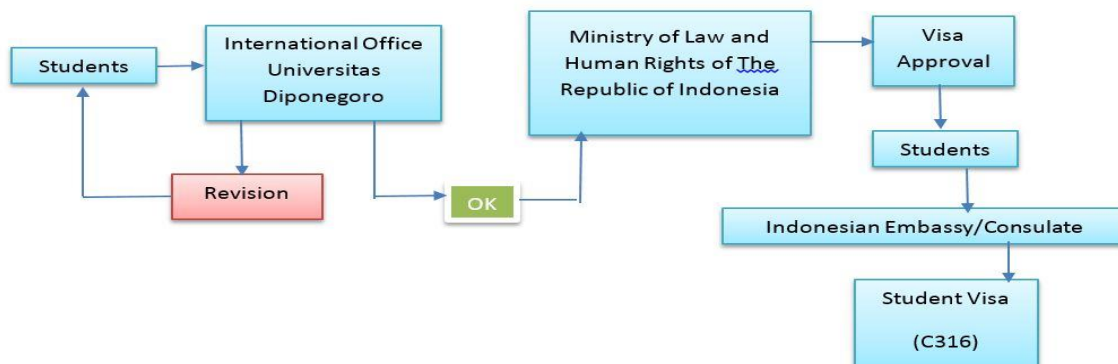 Students
International Office
Universitas
Diponegoro
Revision
OK
Ministry of Law and
Human Rights of The
Republic of Indonesia
Visa
Approval
Students
Indonesian Embassy/Consulate
Student Visa
(C316)